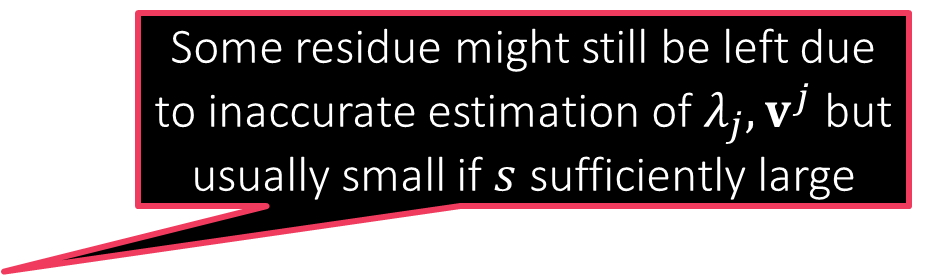 Some residue might still be left due
to inaccurate estimation of λⱼ, 𝐯ʲ but
usually small if 𝒔 sufficiently large